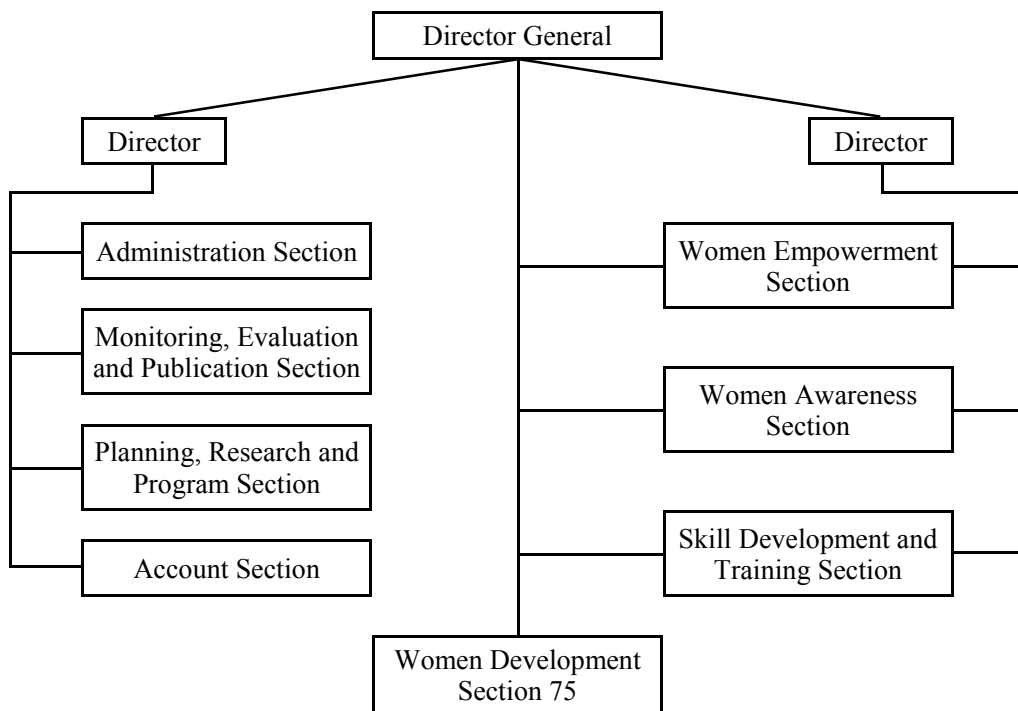 Director General
Director
Director
Administration Section
Monitoring, Evaluation
and Publication Section
Planning, Research and
Program Section
Account Section
Women Empowerment
Section
Women Awareness
Section
Skill Development and
Training Section
Women Development
Section 75